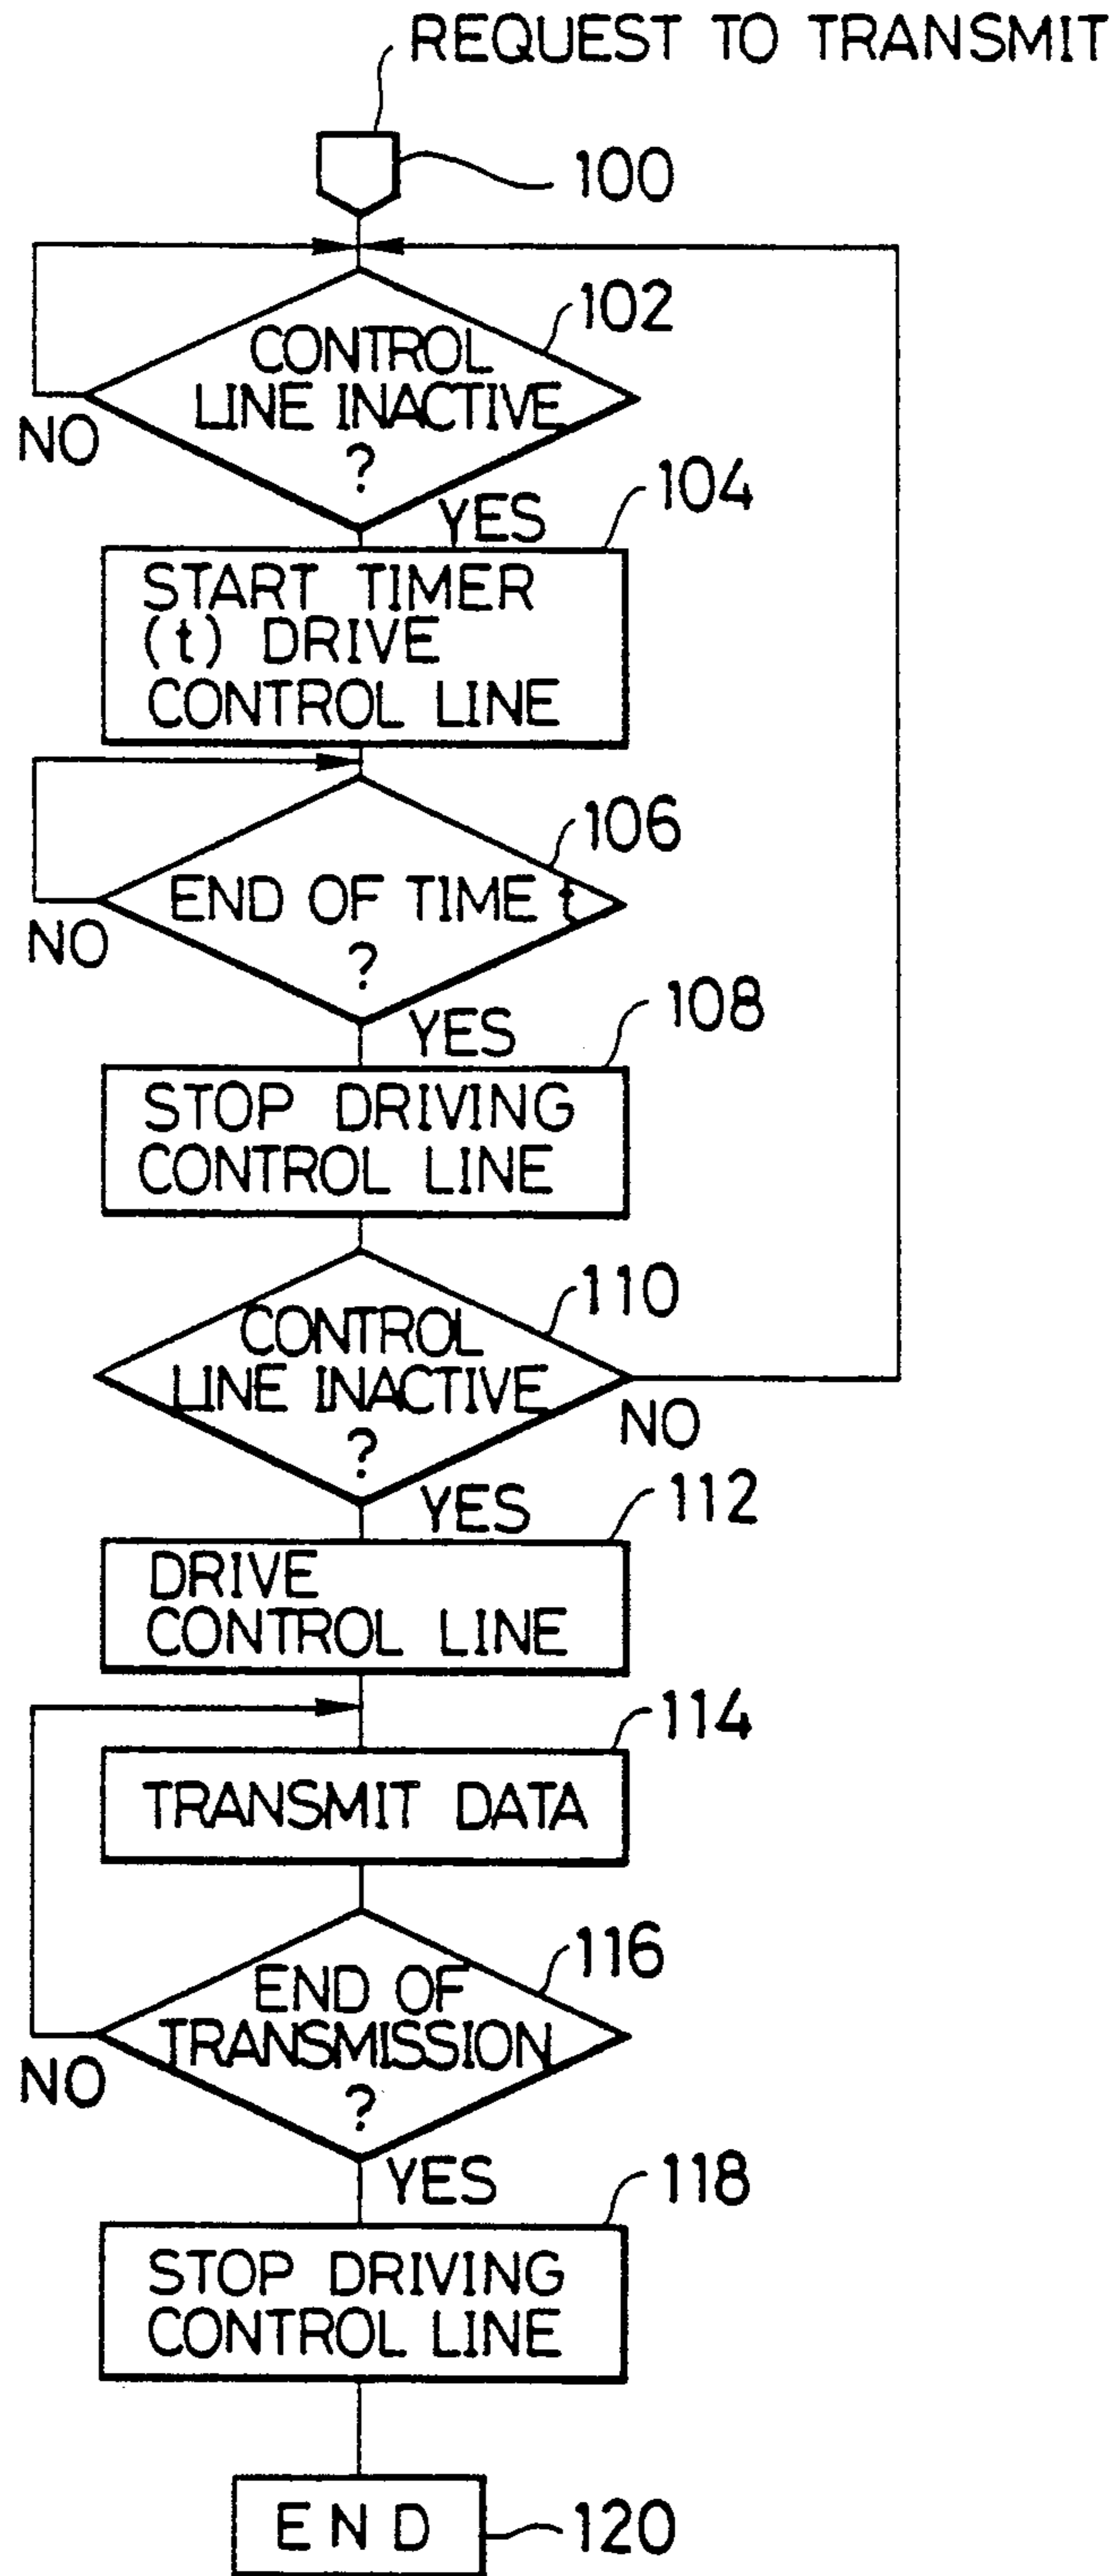 REQUEST TO TRANSMIT
100
102
CONTROL
LINE INACTIVE
?
NO
YES
104
START TIMER
(t) DRIVE
CONTROL LINE
106
END OF TIME t
?
NO
YES
108
STOP DRIVING
CONTROL LINE
110
CONTROL
LINE INACTIVE
?
NO
YES
112
DRIVE
CONTROL LINE
114
TRANSMIT DATA
116
END OF
TRANSMISSION
?
NO
YES
118
STOP DRIVING
CONTROL LINE
END
120